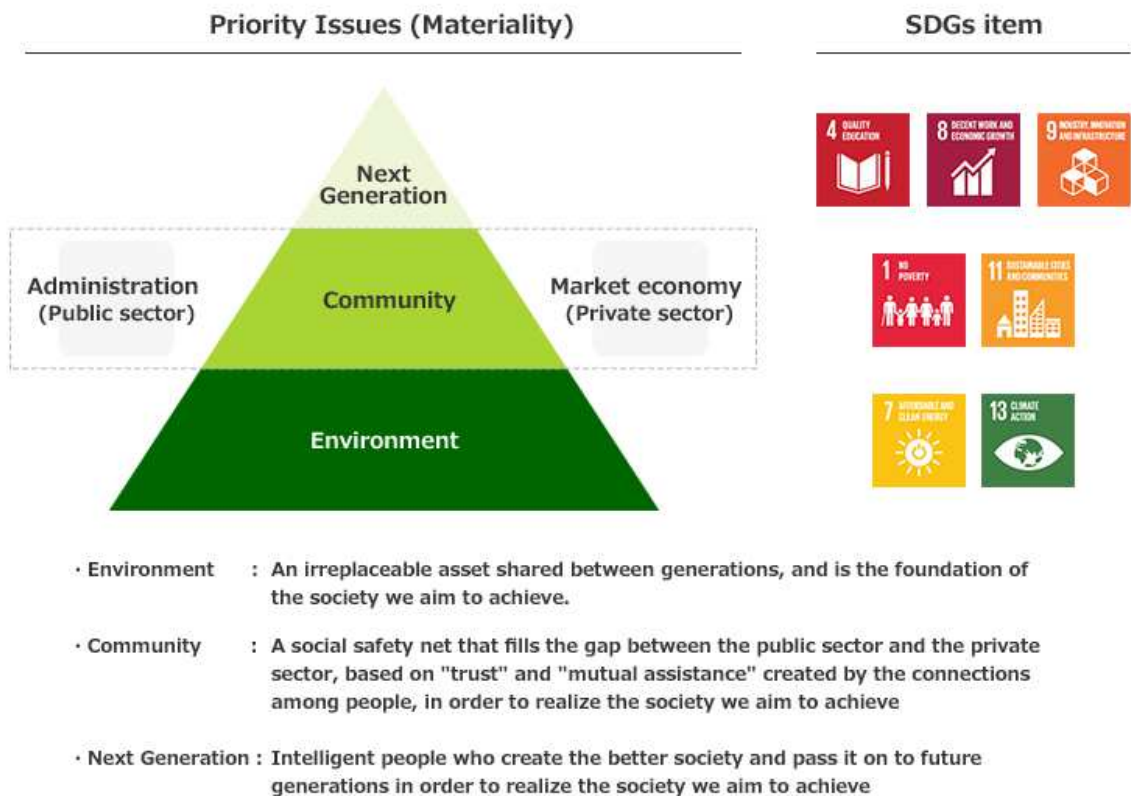 Priority Issues (Materiality)
SDGs item
Next
Generation
Administration
(Public sector)
Community
Market economy
(Private sector)
Environment
4 QUALITY
EDUCATION
8 DECENT WORK AND
ECONOMIC GROWTH
9 INDUSTRY, INNOVATION
AND INFRASTRUCTURE
1 NO
POVERTY
11 SUSTAINABLE CITIES
AND COMMUNITIES
7 AFFORDABLE AND
CLEAN ENERGY
13 CLIMATE
ACTION
· Environment : An irreplaceable asset shared between generations, and is the foundation of
the society we aim to achieve.
· Community : A social safety net that fills the gap between the public sector and the private
sector, based on "trust" and "mutual assistance" created by the connections
among people, in order to realize the society we aim to achieve
· Next Generation : Intelligent people who create the better society and pass it on to future
generations in order to realize the society we aim to achieve